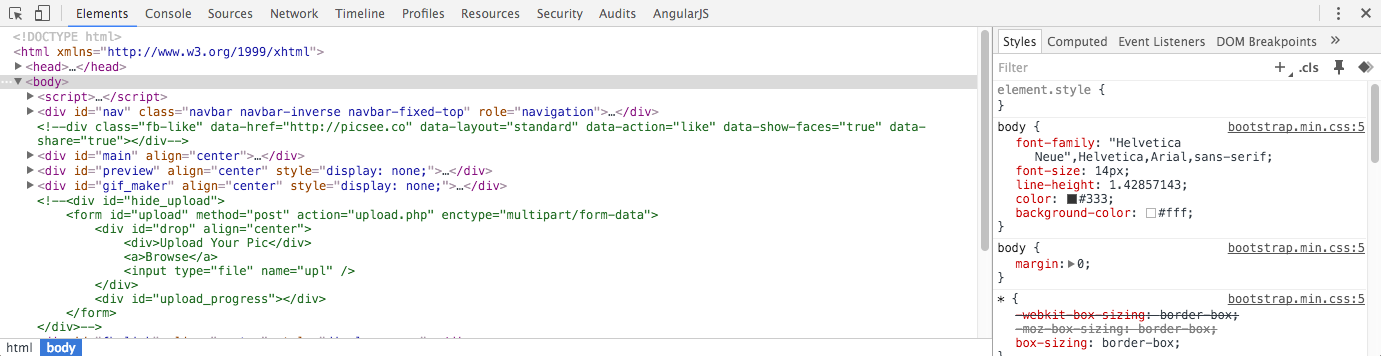 Elements Console Sources Network Timeline Profiles Resources Security Audits AngularJS
<!DOCTYPE html>
<html xmlns="http://www.w3.org/1999/xhtml">
<head>…</head>
<body>
<script>…</script>
<div id="nav" class="navbar navbar-inverse navbar-fixed-top" role="navigation">…</div>
<!--div class="fb-like" data-href="http://picsee.co" data-layout="standard" data-action="like" data-show-faces="true" data-
share="true"></div-->
<div id="main" align="center">…</div>
<div id="preview" align="center" style="display: none;">…</div>
<div id="gif_maker" align="center" style="display: none;">…</div>
<!--<div id="hide_upload">
<form id="upload" method="post" action="upload.php" enctype="multipart/form-data">
<div id="drop" align="center">
<div>Upload Your Pic</div>
<a>Browse</a>
<input type="file" name="upl" />
</div>
<div id="upload_progress"></div>
</form>
</div>-->
html body
Styles Computed Event Listeners DOM Breakpoints »
Filter + .cls
element.style {
}
body { bootstrap.min.css:5
font-family: "Helvetica
Neue",Helvetica,Arial,sans-serif;
font-size: 14px;
line-height: 1.42857143;
color: #333;
background-color: #fff;
}
body { bootstrap.min.css:5
margin: 0;
}
* { bootstrap.min.css:5
-webkit-box-sizing: border-box;
-moz-box-sizing: border-box;
box-sizing: border-box;